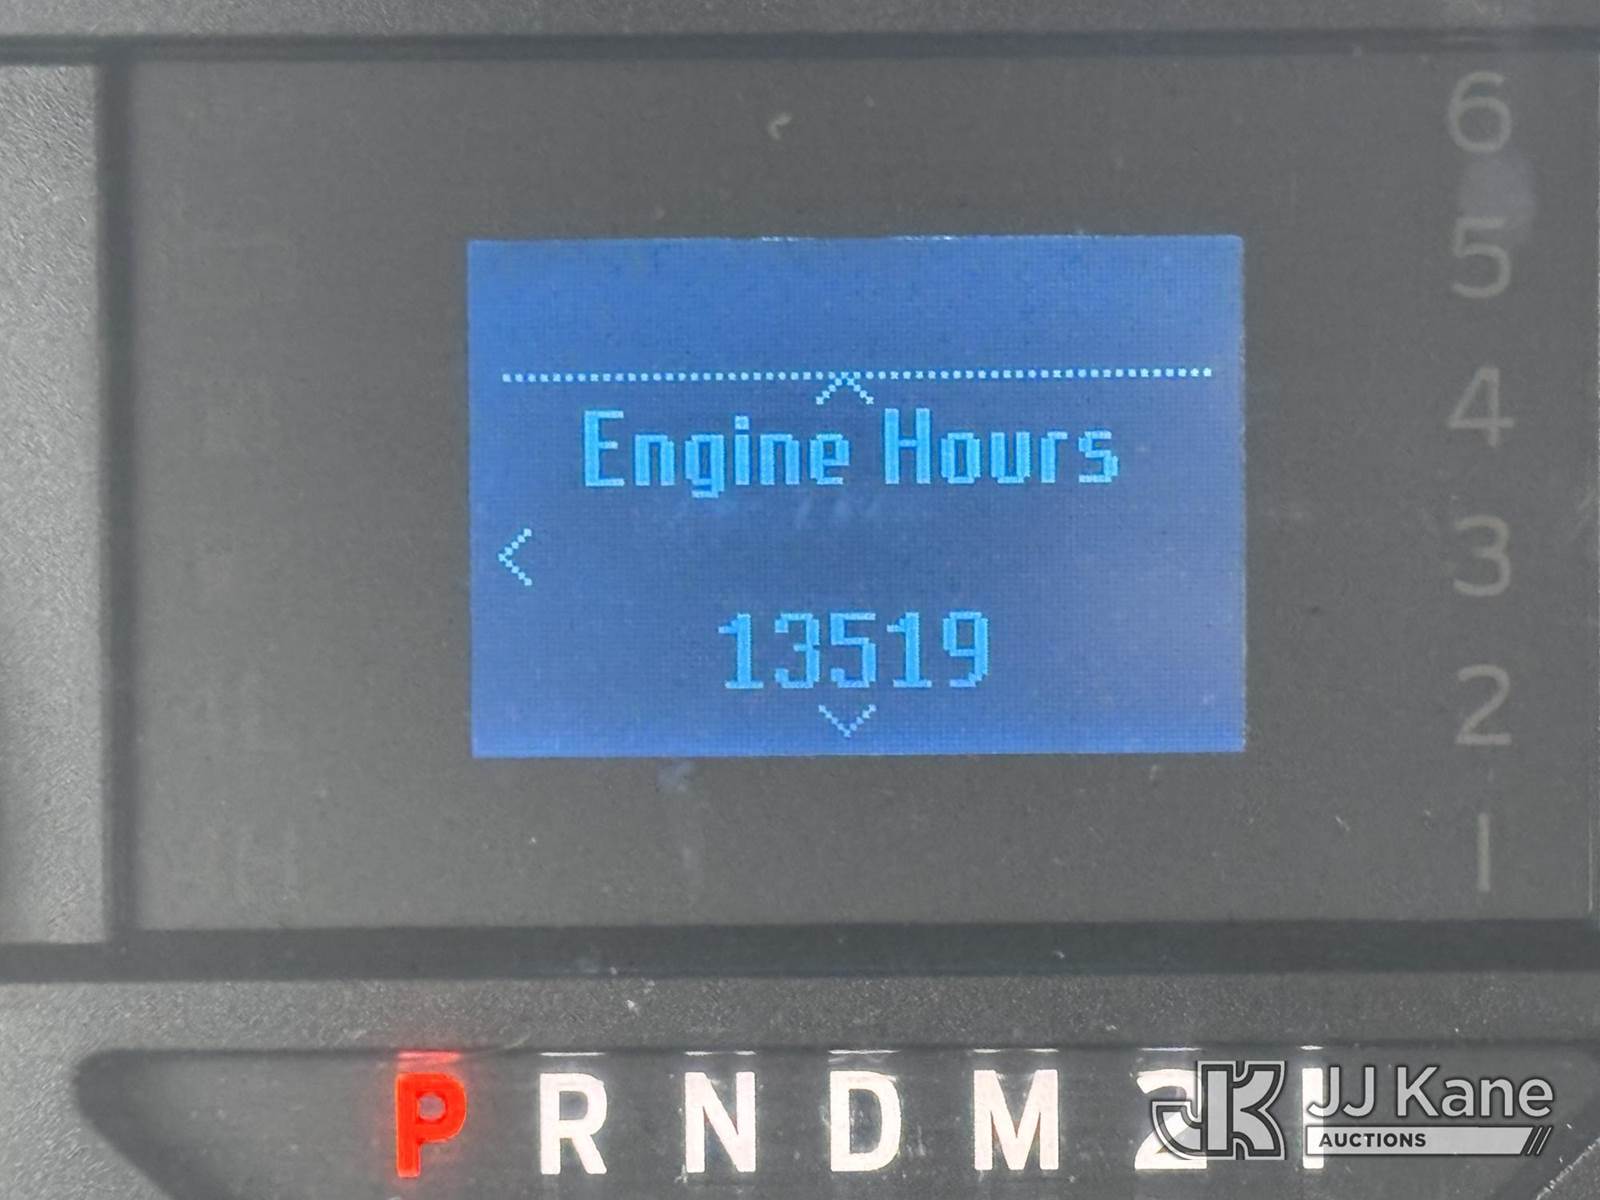 6
5
4
3
2
1
Engine Hours
13519
P R N D M 2 1
JJ Kane
AUCTIONS